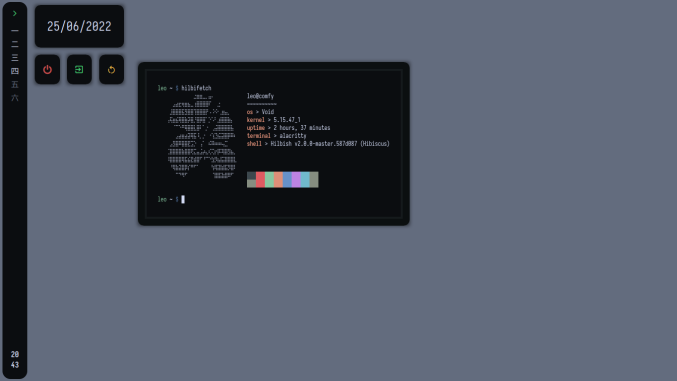 >
一
二
三
四
五
六
20
43
25/06/2022
leo ~ | hilbifetch
leo@comfy
==========
os > Void
kernel > 5.15.47_1
uptime > 2 hours, 37 minutes
terminal > alacritty
shell > Hilbish v2.0.0-master.587d087 (Hibiscus)
leo ~ |